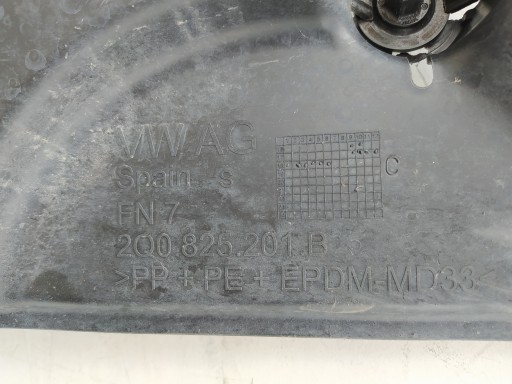 VW AG
Spain s
FN 7
C
2Q0.825.201.B
>PP+PE+EPDM-MD33<